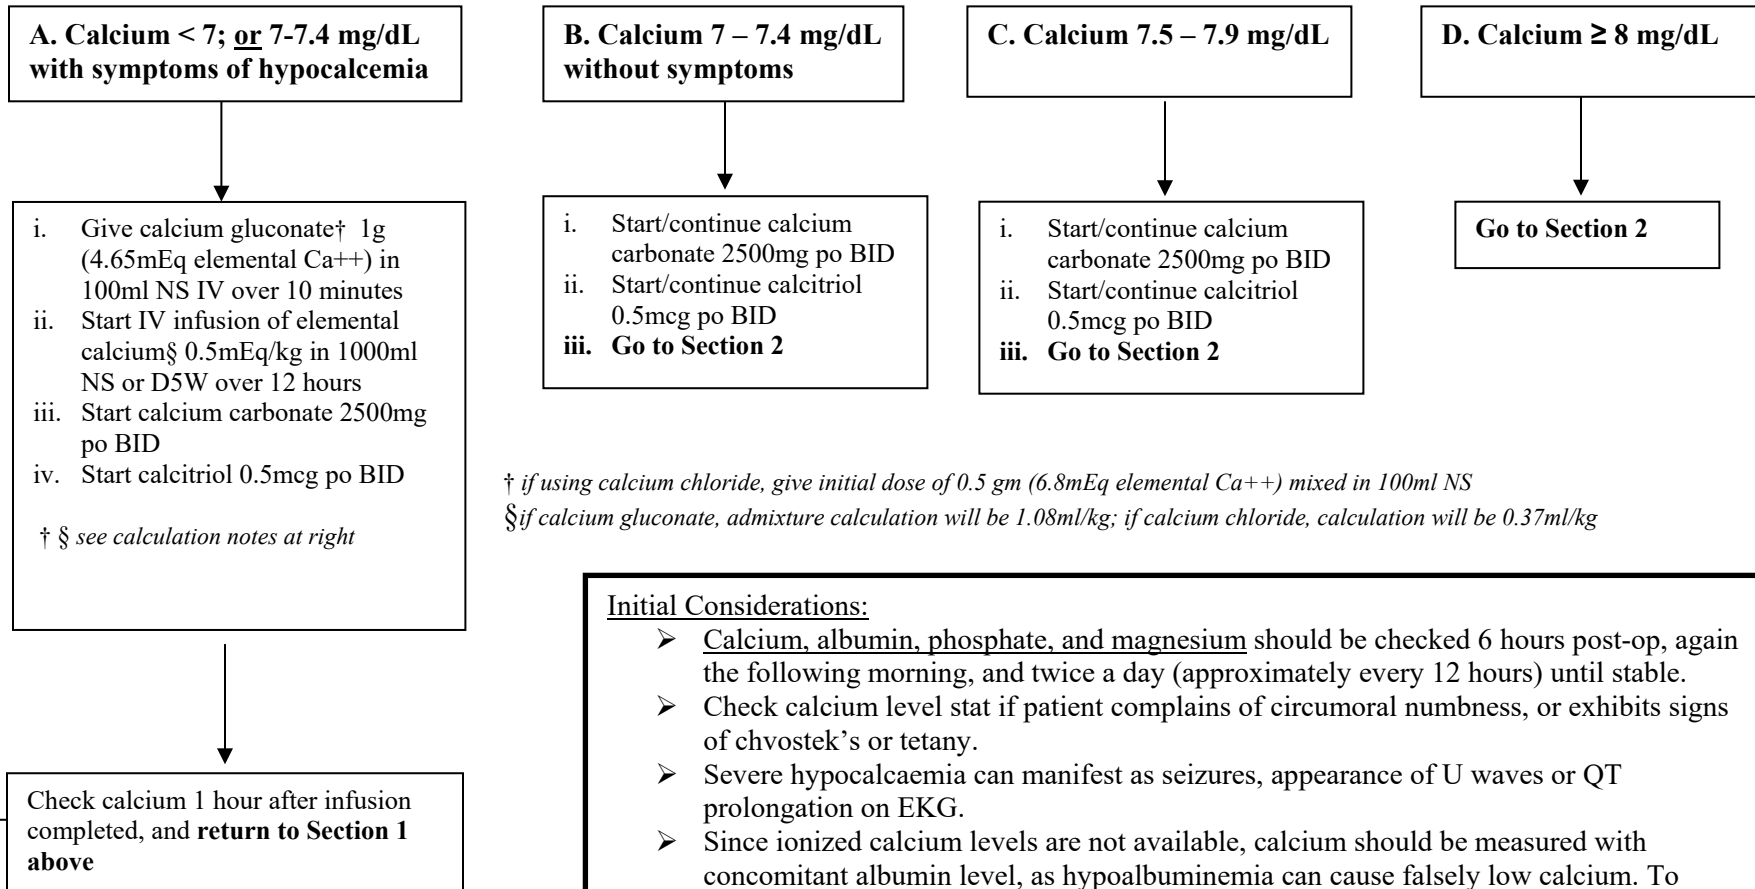 A. Calcium < 7; or 7-7.4 mg/dL
with symptoms of hypocalcemia
B. Calcium 7 – 7.4 mg/dL
without symptoms
C. Calcium 7.5 – 7.9 mg/dL
D. Calcium ≥ 8 mg/dL
i. Give calcium gluconate† 1g
(4.65mEq elemental Ca++) in
100ml NS IV over 10 minutes
ii. Start IV infusion of elemental
calcium§ 0.5mEq/kg in 1000ml
NS or D5W over 12 hours
iii. Start calcium carbonate 2500mg
po BID
iv. Start calcitriol 0.5mcg po BID
† § see calculation notes at right
i. Start/continue calcium
carbonate 2500mg po BID
ii. Start/continue calcitriol
0.5mcg po BID
iii. Go to Section 2
i. Start/continue calcium
carbonate 2500mg po BID
ii. Start/continue calcitriol
0.5mcg po BID
iii. Go to Section 2
Go to Section 2
† if using calcium chloride, give initial dose of 0.5 gm (6.8mEq elemental Ca++) mixed in 100ml NS
§if calcium gluconate, admixture calculation will be 1.08ml/kg; if calcium chloride, calculation will be 0.37ml/kg
Check calcium 1 hour after infusion
completed, and return to Section 1
above
Initial Considerations:
➢ Calcium, albumin, phosphate, and magnesium should be checked 6 hours post-op, again
the following morning, and twice a day (approximately every 12 hours) until stable.
➢ Check calcium level stat if patient complains of circumoral numbness, or exhibits signs
of chvostek’s or tetany.
➢ Severe hypocalcaemia can manifest as seizures, appearance of U waves or QT
prolongation on EKG.
➢ Since ionized calcium levels are not available, calcium should be measured with
concomitant albumin level, as hypoalbuminemia can cause falsely low calcium. To